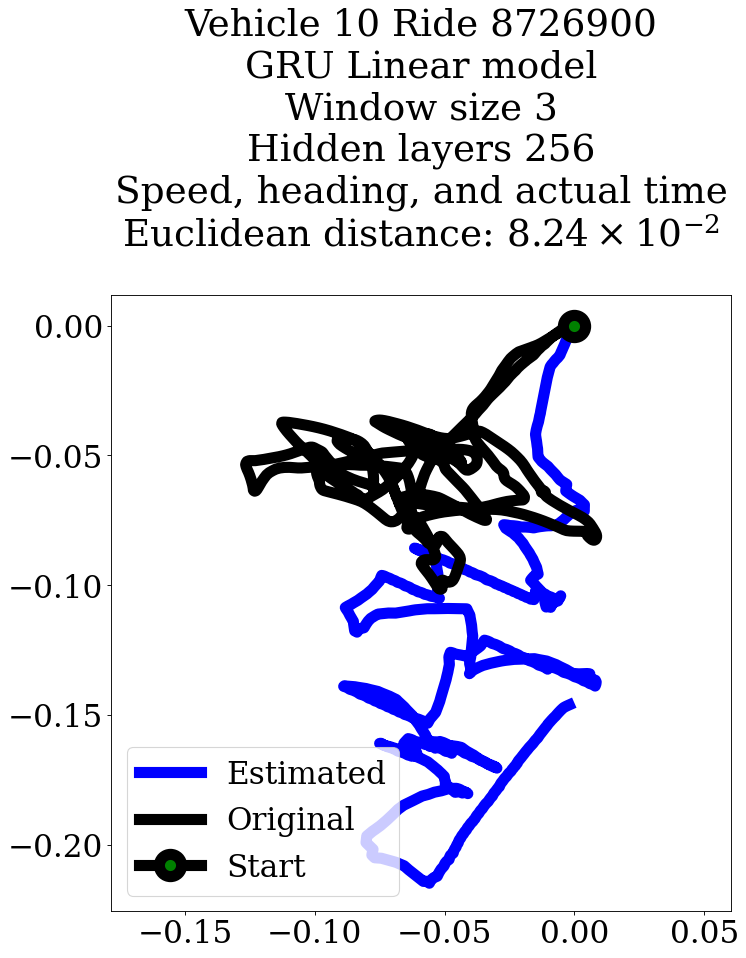 Vehicle 10 Ride 8726900
GRU Linear model
Window size 3
Hidden layers 256
Speed, heading, and actual time
Euclidean distance: 8.24 × 10⁻²
0.00
−0.05
−0.10
−0.15
−0.20
Estimated
Original
Start
−0.15 −0.10 −0.05 0.00 0.05